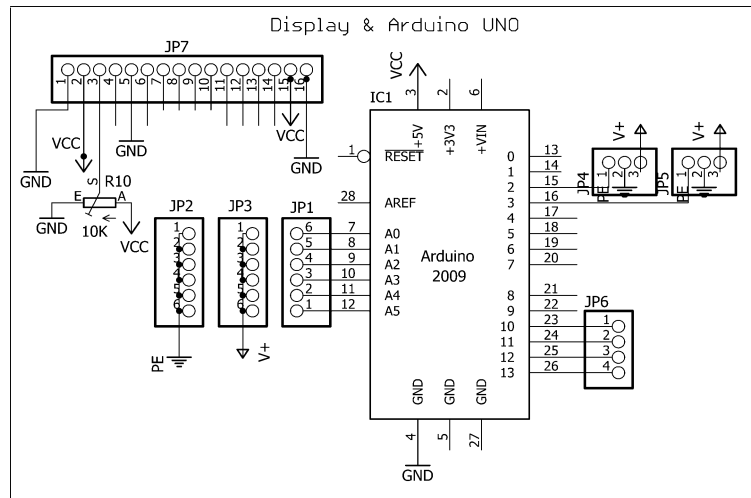 Display & Arduino UNO
JP7
1 2 3 4 5 6 7 8 9 10 11 12 13 14 15 16
VCC
GND
VCC
GND
GND
S
E
R10
A
10K
GND
VCC
JP2
1
2
3
4
5
6
PE
JP3
1
2
3
4
5
6
V+
JP1
6
5
4
3
2
1
IC1
VCC
3
2
6
+5V
+3V3
+VIN
1
RESET
28
AREF
7 A0
8 A1
9 A2
10 A3
11 A4
12 A5
Arduino
2009
0 13
1 14
2 15
3 16
4 17
5 18
6 19
7 20
8 21
9 22
10 23
11 24
12 25
13 26
GND
GND
GND
4
5
27
GND
JP4
1 2 3
V+
PE
JP5
1 2 3
V+
PE
JP6
1
2
3
4